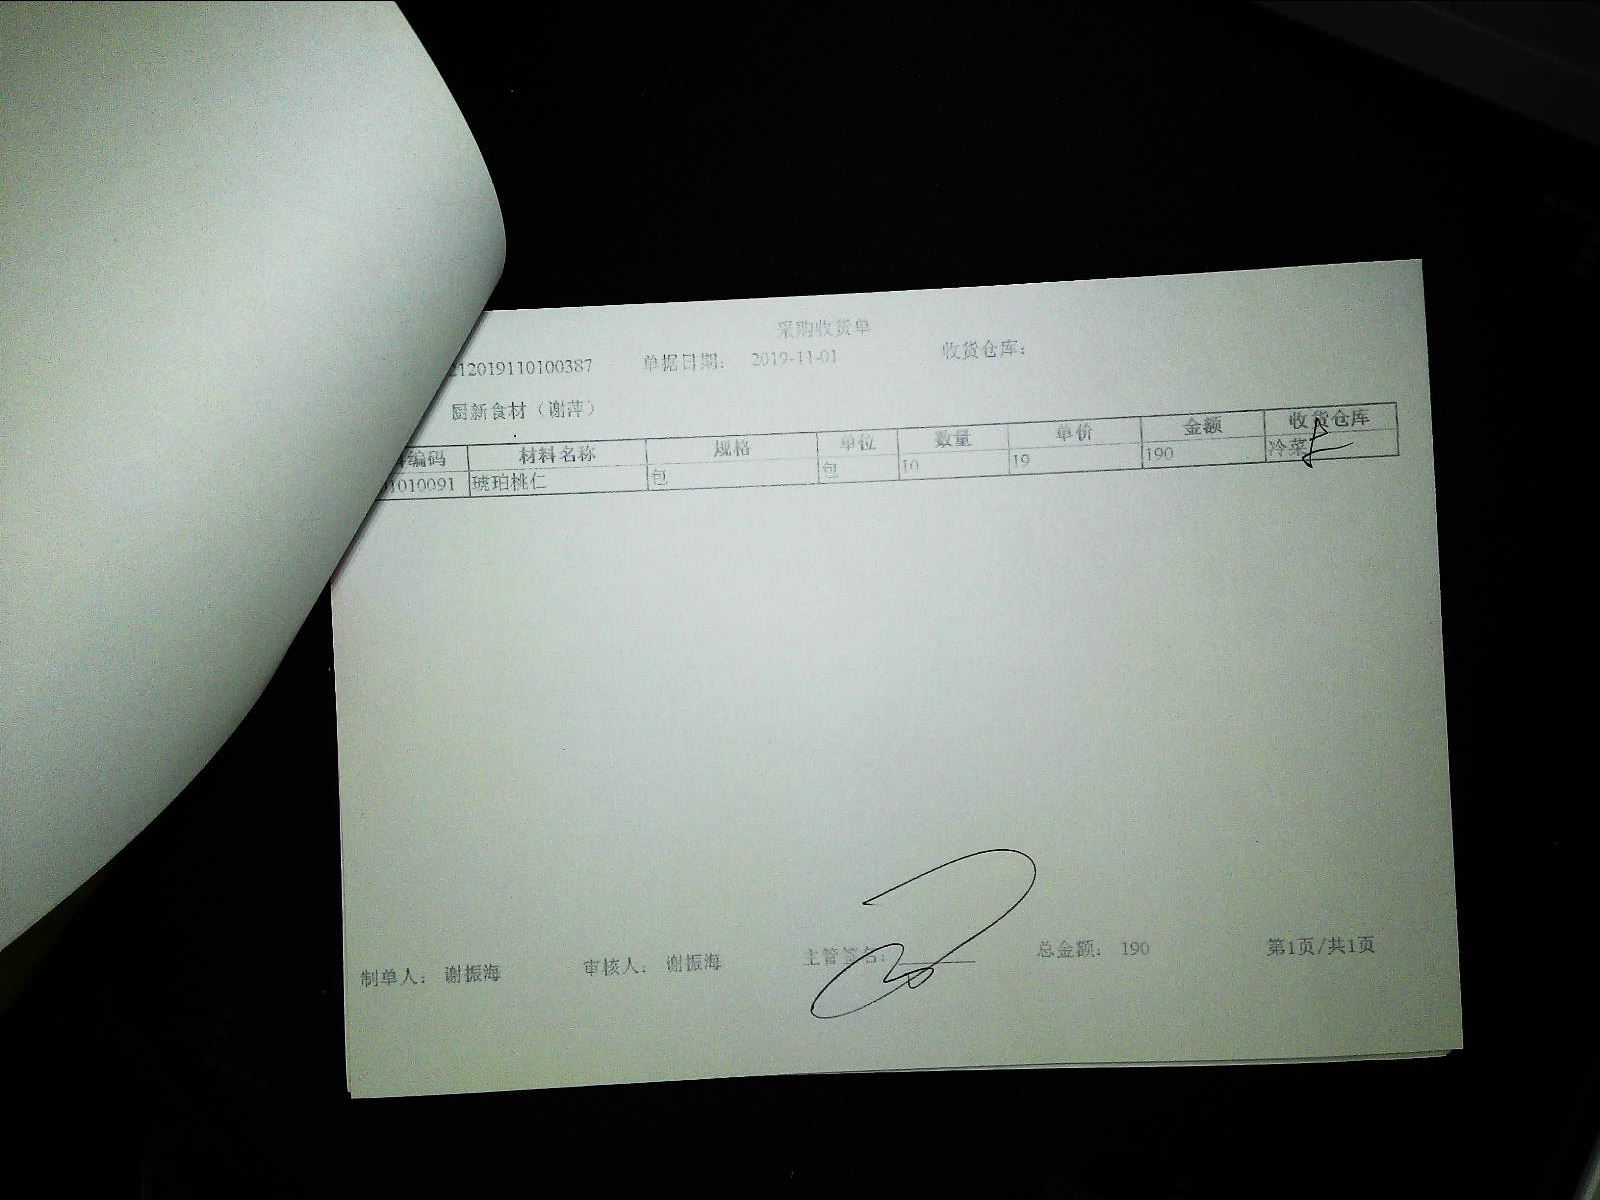 采购收货单
212019110100387 单据日期: 2019-11-01 收货仓库:
厨新食材（谢萍）
编码 材料名称 规格 单位 数量 单价 金额 收货仓库
1010091 琥珀桃仁 包 包 10 19 190 冷菜
制单人: 谢振海 审核人: 谢振海 主管签名: 总金额: 190 第1页/共1页